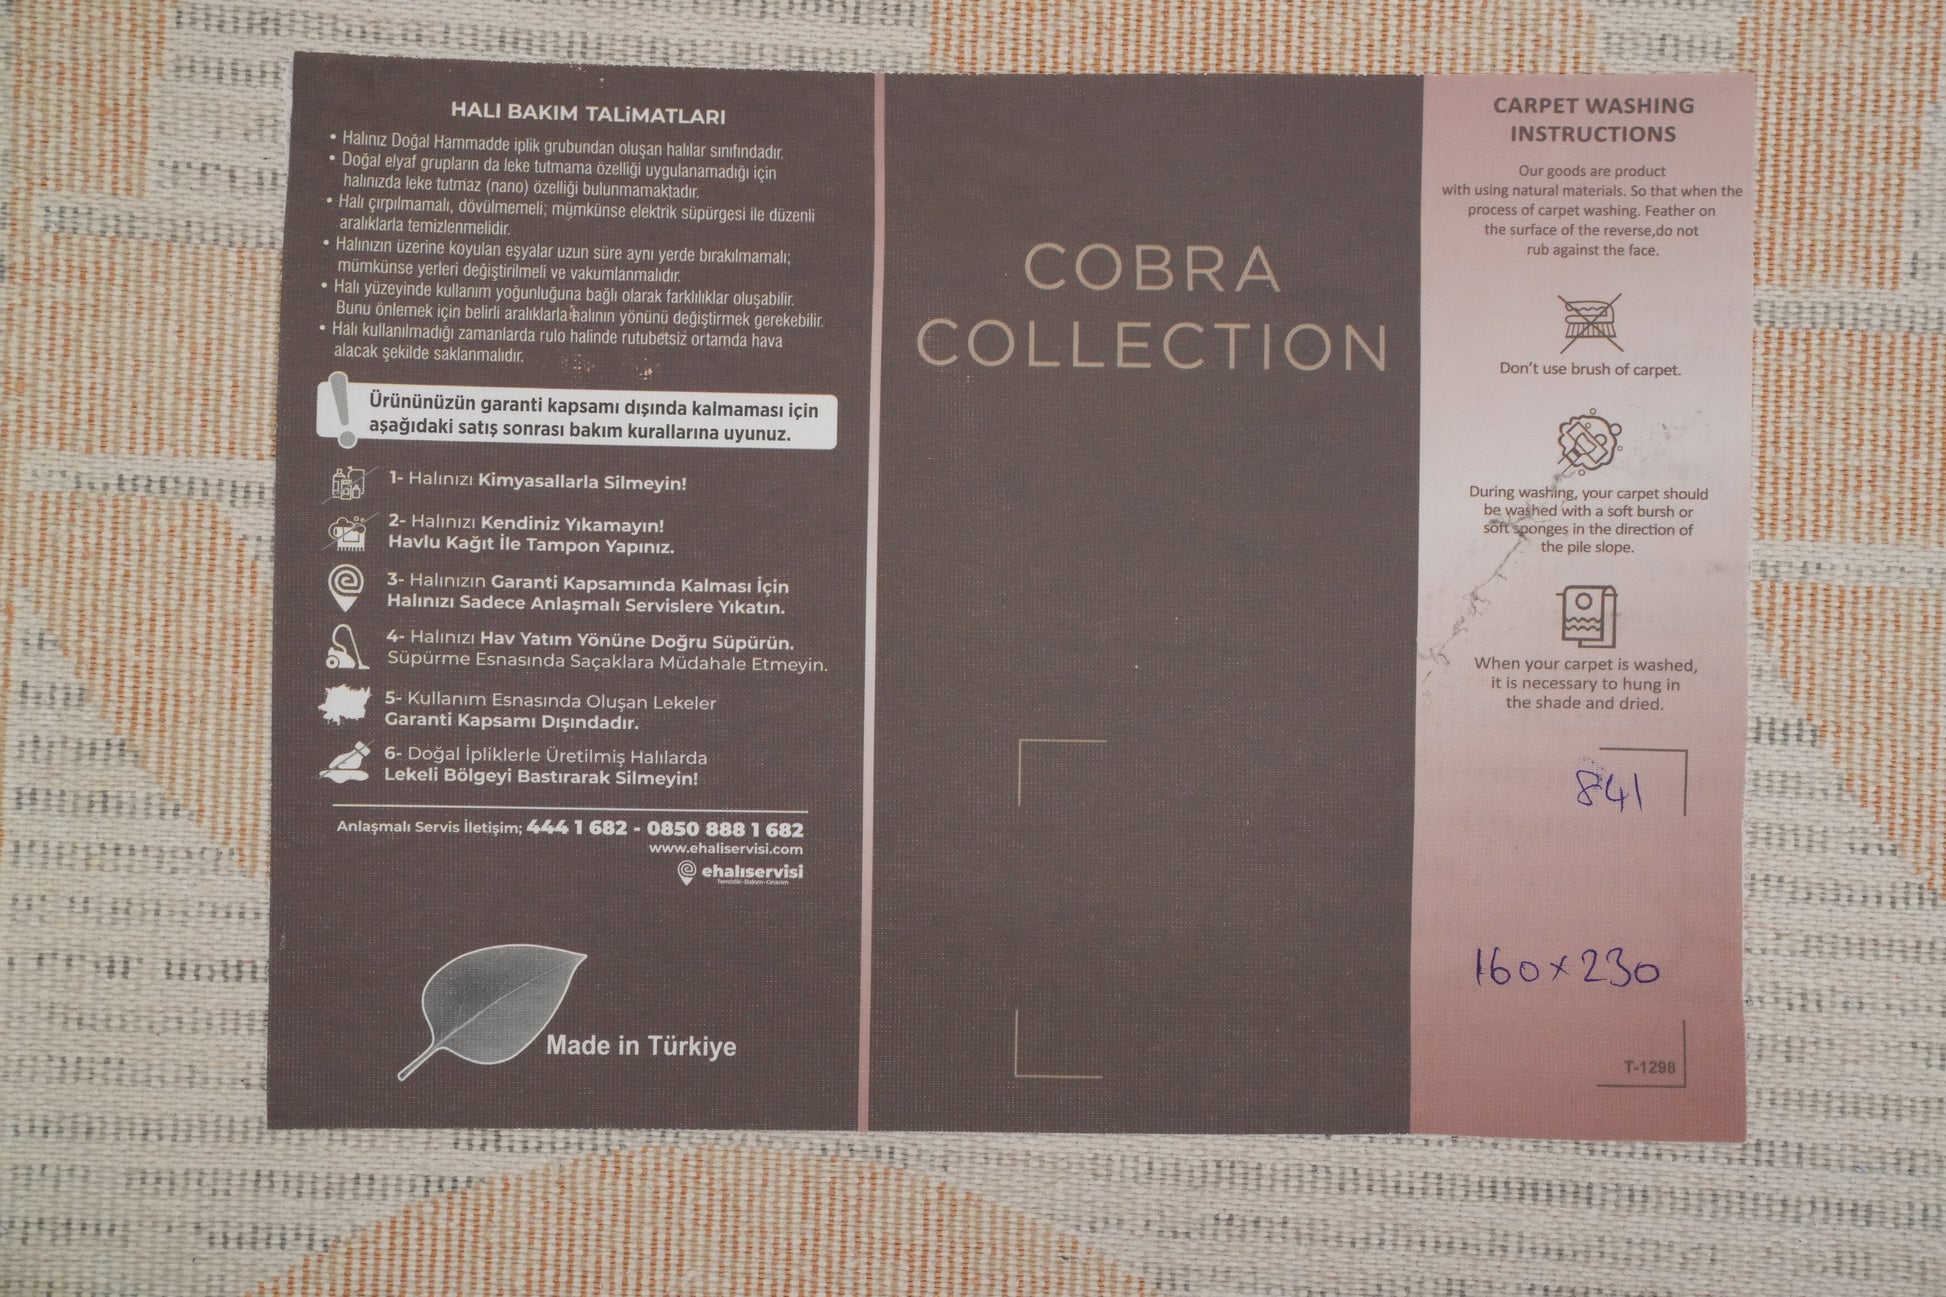 HALI BAKIM TALiMATLARI
• Halınız Doğal Hammadde iplik grubundan oluşan halılar sınıfındadır.
• Doğal elyaf grupların da leke tutmama özelliği uygulanamadığı için
halınızda leke tutmaz (nano) özelliği bulunmamaktadır.
• Halı çırpılmamalı, dövülmemeli; mümkünse elektrik süpürgesi ile düzenli
aralıklarla temizlenmelidir.
• Halınızın üzerine koyulan eşyalar uzun süre aynı yerde bırakılmamalı;
mümkünse yerleri değiştirilmeli ve vakumlanmalıdır.
• Halı yüzeyinde kullanım yoğunluğuna bağlı olarak farklılıklar oluşabilir.
Bunu önlemek için belirli aralıklarla halının yönünü değiştirmek gerekebilir.
• Halı kullanılmadığı zamanlarda rulo halinde rutubetsiz ortamda hava
alacak şekilde saklanmalıdır.
Ürününüzün garanti kapsamı dışında kalmaması için
aşağıdaki satış sonrası bakım kurallarına uyunuz.
1- Halınızı Kimyasallarla Silmeyin!
2- Halınızı Kendiniz Yıkamayın!
Havlu Kağıt İle Tampon Yapınız.
3- Halınızın Garanti Kapsamında Kalması İçin
Halınızı Sadece Anlaşmalı Servislere Yıkatın.
4- Halınızı Hav Yatım Yönüne Doğru Süpürün.
Süpürme Esnasında Saçaklara Müdahale Etmeyin.
5- Kullanım Esnasında Oluşan Lekeler
Garanti Kapsamı Dışındadır.
6- Doğal İpliklerle Üretilmiş Halılarda
Lekeli Bölgeyi Bastırarak Silmeyin!
Anlaşmalı Servis İletişim; 444 1 682 - 0850 888 1 682
www.ehaliservisi.com
ehalıservisi
Temizlik-Bakım-Onarım
Made in Türkiye
COBRA
COLLECTION
CARPET WASHING
INSTRUCTIONS
Our goods are product
with using natural materials. So that when the
process of carpet washing. Feather on
the surface of the reverse,do not
rub against the face.
Don't use brush of carpet.
During washing, your carpet should
be washed with a soft bursh or
soft sponges in the direction of
the pile slope.
When your carpet is washed,
it is necessary to hung in
the shade and dried.
841
160x230
T-1298